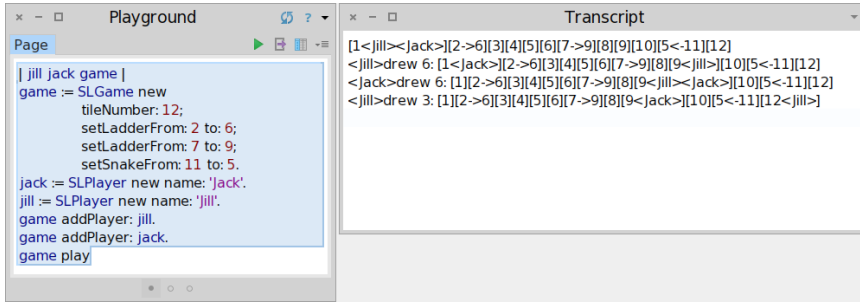 Playground
?
Page
| jill jack game |
game := SLGame new
tileNumber: 12;
setLadderFrom: 2 to: 6;
setLadderFrom: 7 to: 9;
setSnakeFrom: 11 to: 5.
jack := SLPlayer new name: 'Jack'.
jill := SLPlayer new name: 'Jill'.
game addPlayer: jill.
game addPlayer: jack.
game play
Transcript
[1<Jill><Jack>][2->6][3][4][5][6][7->9][8][9][10][5<-11][12]
<Jill>drew 6: [1<Jack>][2->6][3][4][5][6][7->9][8][9<Jill>][10][5<-11][12]
<Jack>drew 6: [1][2->6][3][4][5][6][7->9][8][9<Jill><Jack>][10][5<-11][12]
<Jill>drew 3: [1][2->6][3][4][5][6][7->9][8][9<Jack>][10][5<-11][12<Jill>]